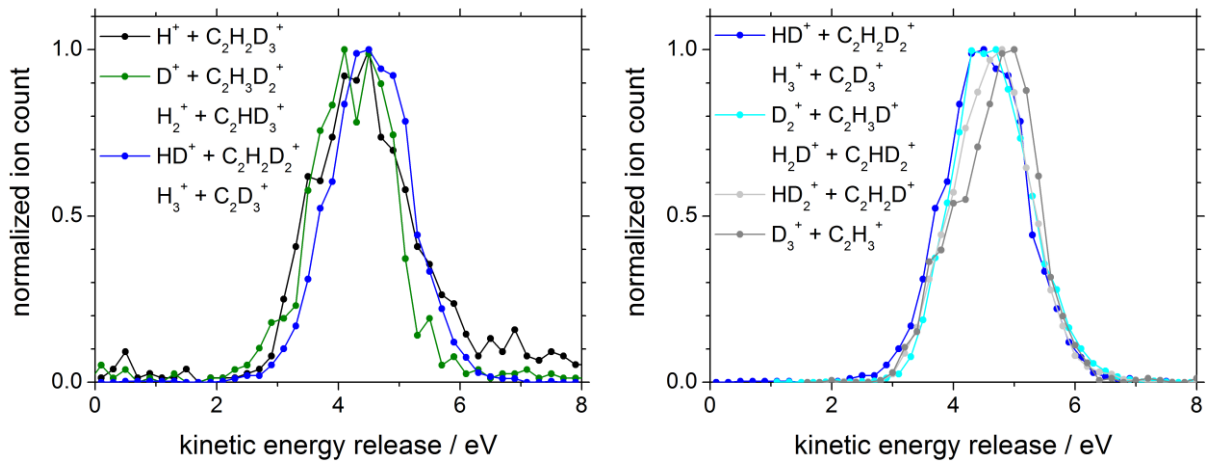 H⁺ + C₂H₂D₃⁺
D⁺ + C₂H₃D₂⁺
H₂⁺ + C₂HD₃⁺
HD⁺ + C₂H₂D₂⁺
H₃⁺ + C₂D₃⁺
1.0
0.5
0.0
normalized ion count
0 2 4 6 8
kinetic energy release / eV
HD⁺ + C₂H₂D₂⁺
H₃⁺ + C₂D₃⁺
D₂⁺ + C₂H₃D⁺
H₂D⁺ + C₂HD₂⁺
HD₂⁺ + C₂H₂D⁺
D₃⁺ + C₂H₃⁺
1.0
0.5
0.0
normalized ion count
0 2 4 6 8
kinetic energy release / eV